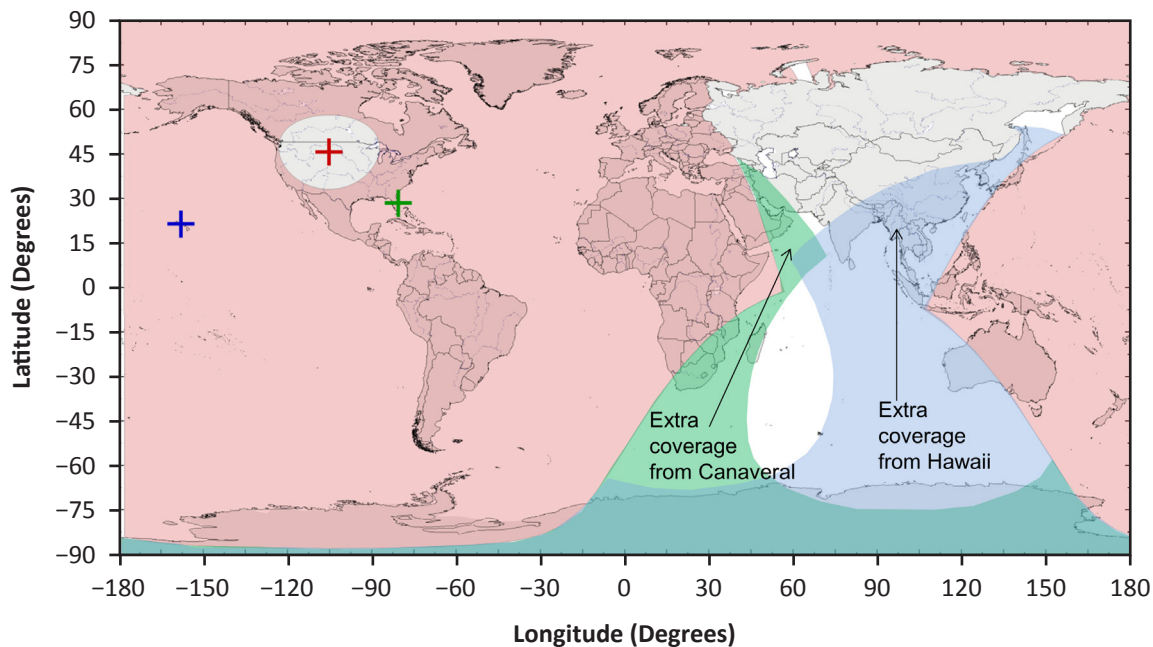 90
75
60
45
30
15
0
−15
−30
−45
−60
−75
−90
Latitude (Degrees)
Extra
coverage
from Canaveral
Extra
coverage
from Hawaii
−180 −150 −120 −90 −60 −30 0 30 60 90 120 150 180
Longitude (Degrees)